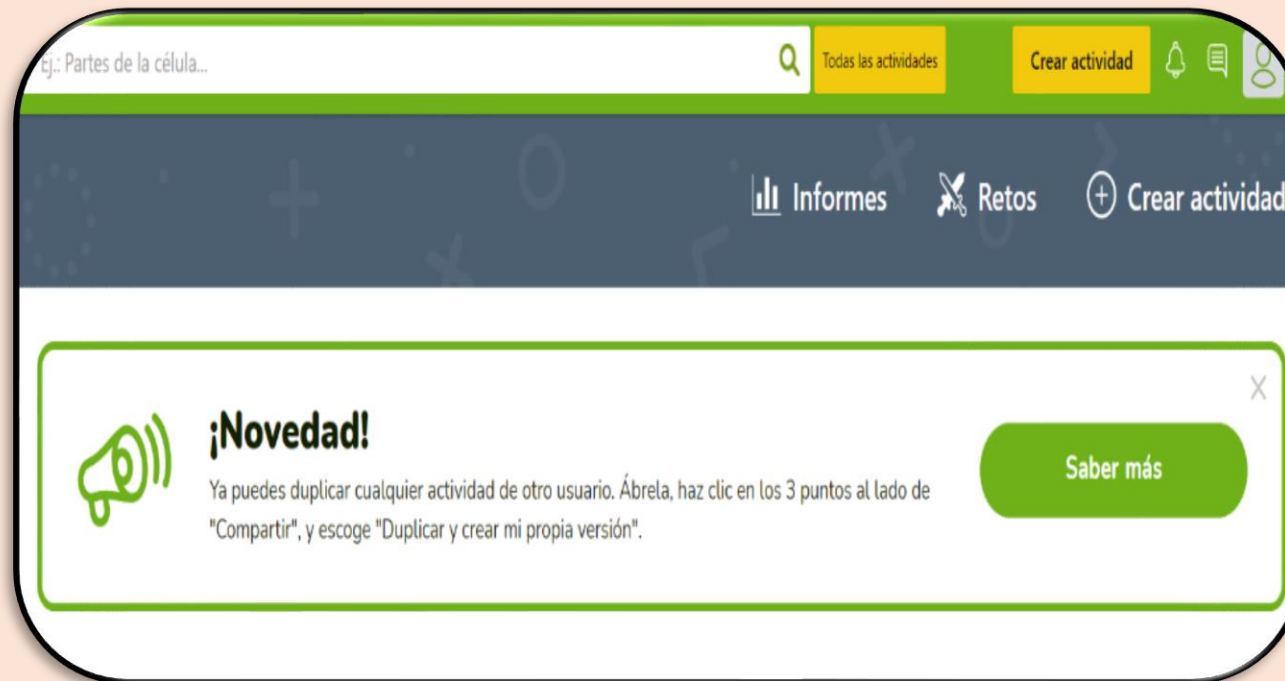 Ej.: Partes de la célula...
Todas las actividades
Crear actividad
Informes
Retos
Crear actividad
¡Novedad!
Ya puedes duplicar cualquier actividad de otro usuario. Ábrela, haz clic en los 3 puntos al lado de
"Compartir", y escoge "Duplicar y crear mi propia versión".
Saber más
X